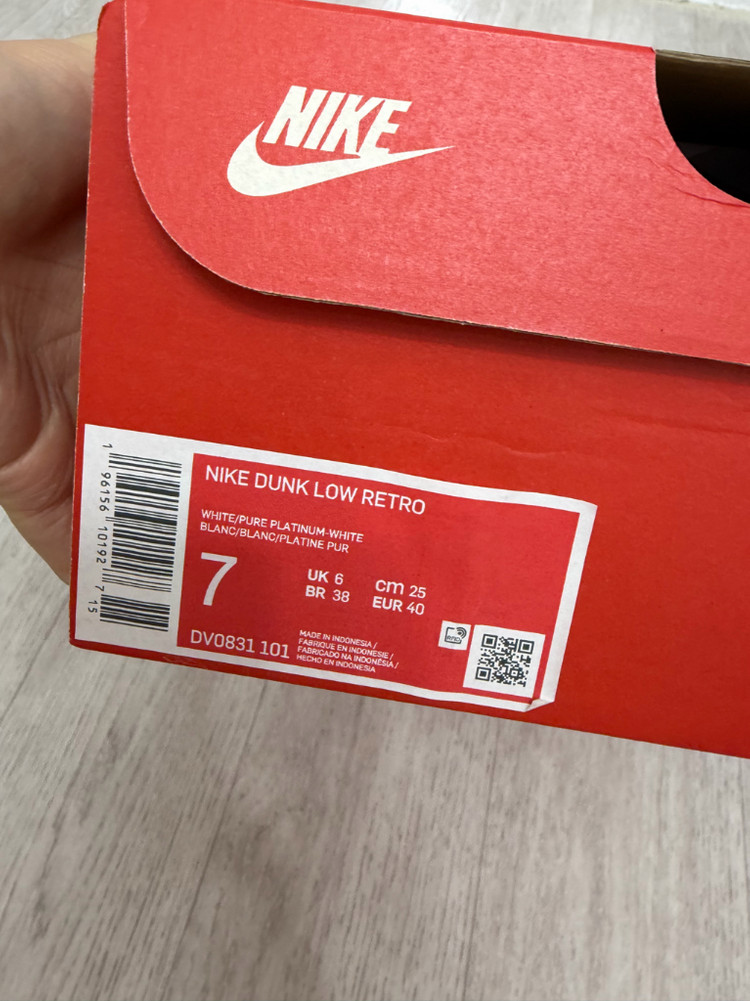 NIKE
1 96156 10192 7 15
NIKE DUNK LOW RETRO
WHITE/PURE PLATINUM-WHITE
BLANC/BLANC/PLATINE PUR
7
UK 6 cm 25
BR 38 EUR 40
DV0831 101
MADE IN INDONESIA /
FABRIQUE EN INDONESIE /
FABRICADO NA INDONÉSIA /
HECHO EN INDONESIA